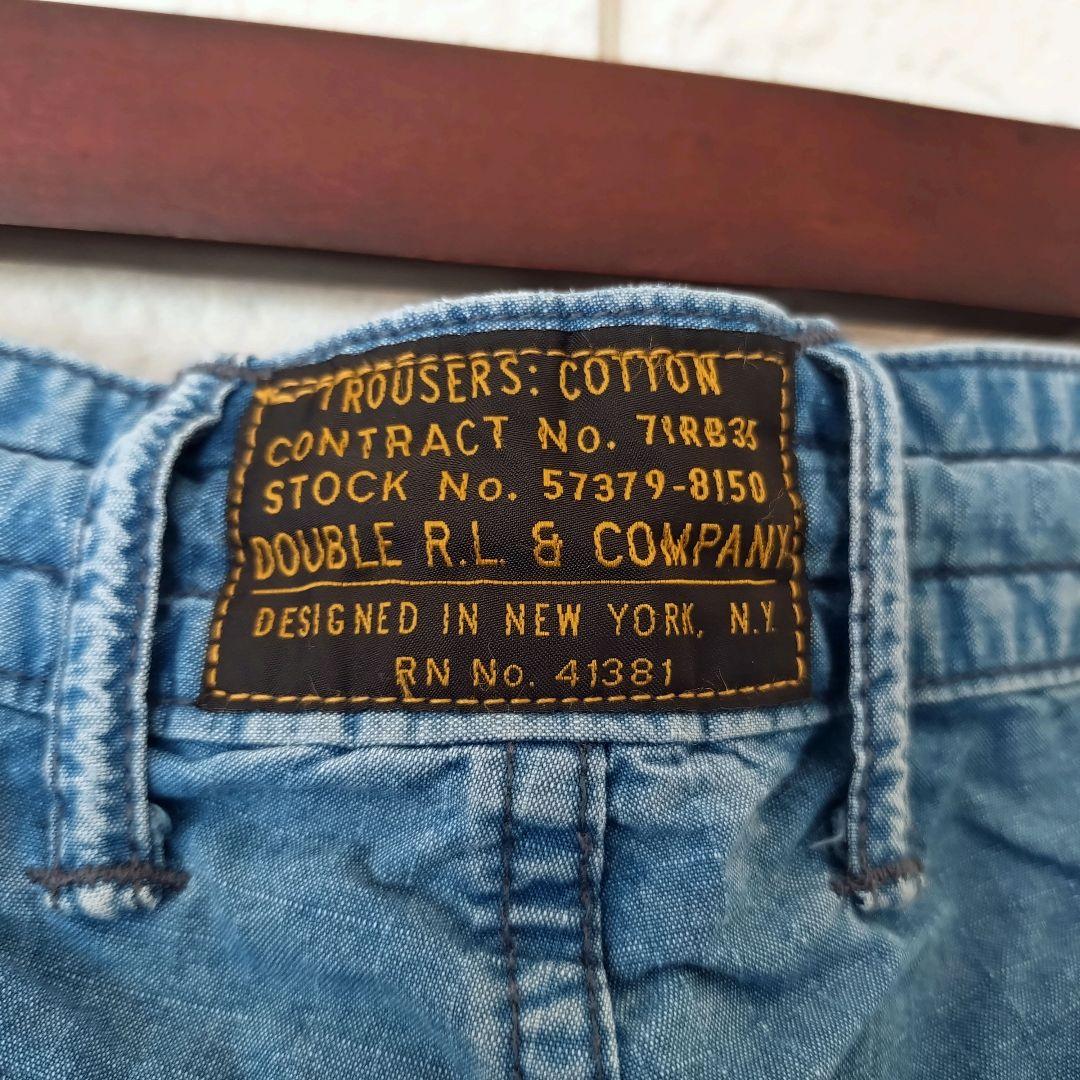 TROUSERS: COTTON
CONTRACT No. 71RB35
STOCK No. 57379-8150
DOUBLE R.L. & COMPANY
DESIGNED IN NEW YORK, N.Y.
RN No. 41381